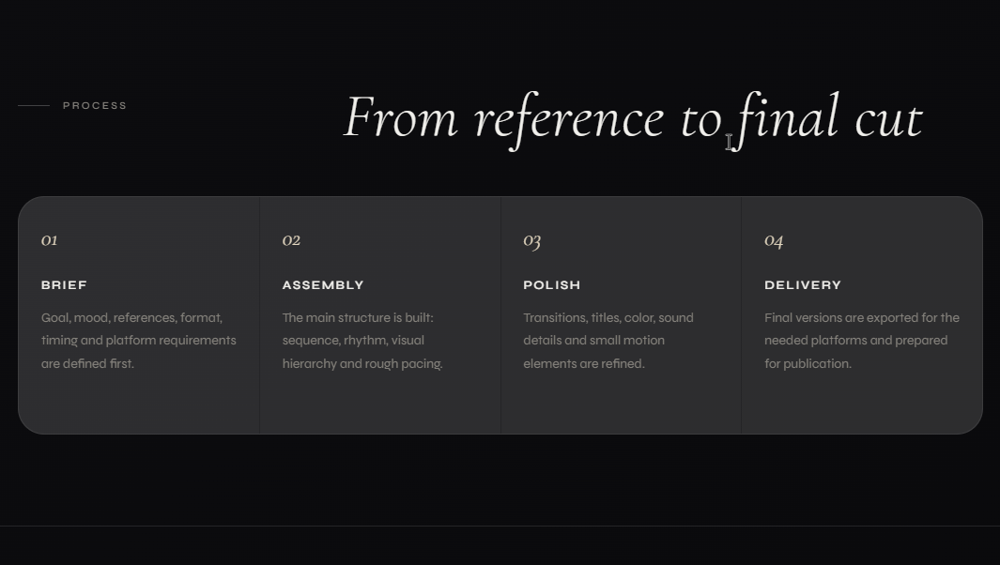 PROCESS
From reference to final cut
01
BRIEF
Goal, mood, references, format,
timing and platform requirements
are defined first.
02
ASSEMBLY
The main structure is built:
sequence, rhythm, visual
hierarchy and rough pacing.
03
POLISH
Transitions, titles, color, sound
details and small motion
elements are refined.
04
DELIVERY
Final versions are exported for the
needed platforms and prepared
for publication.